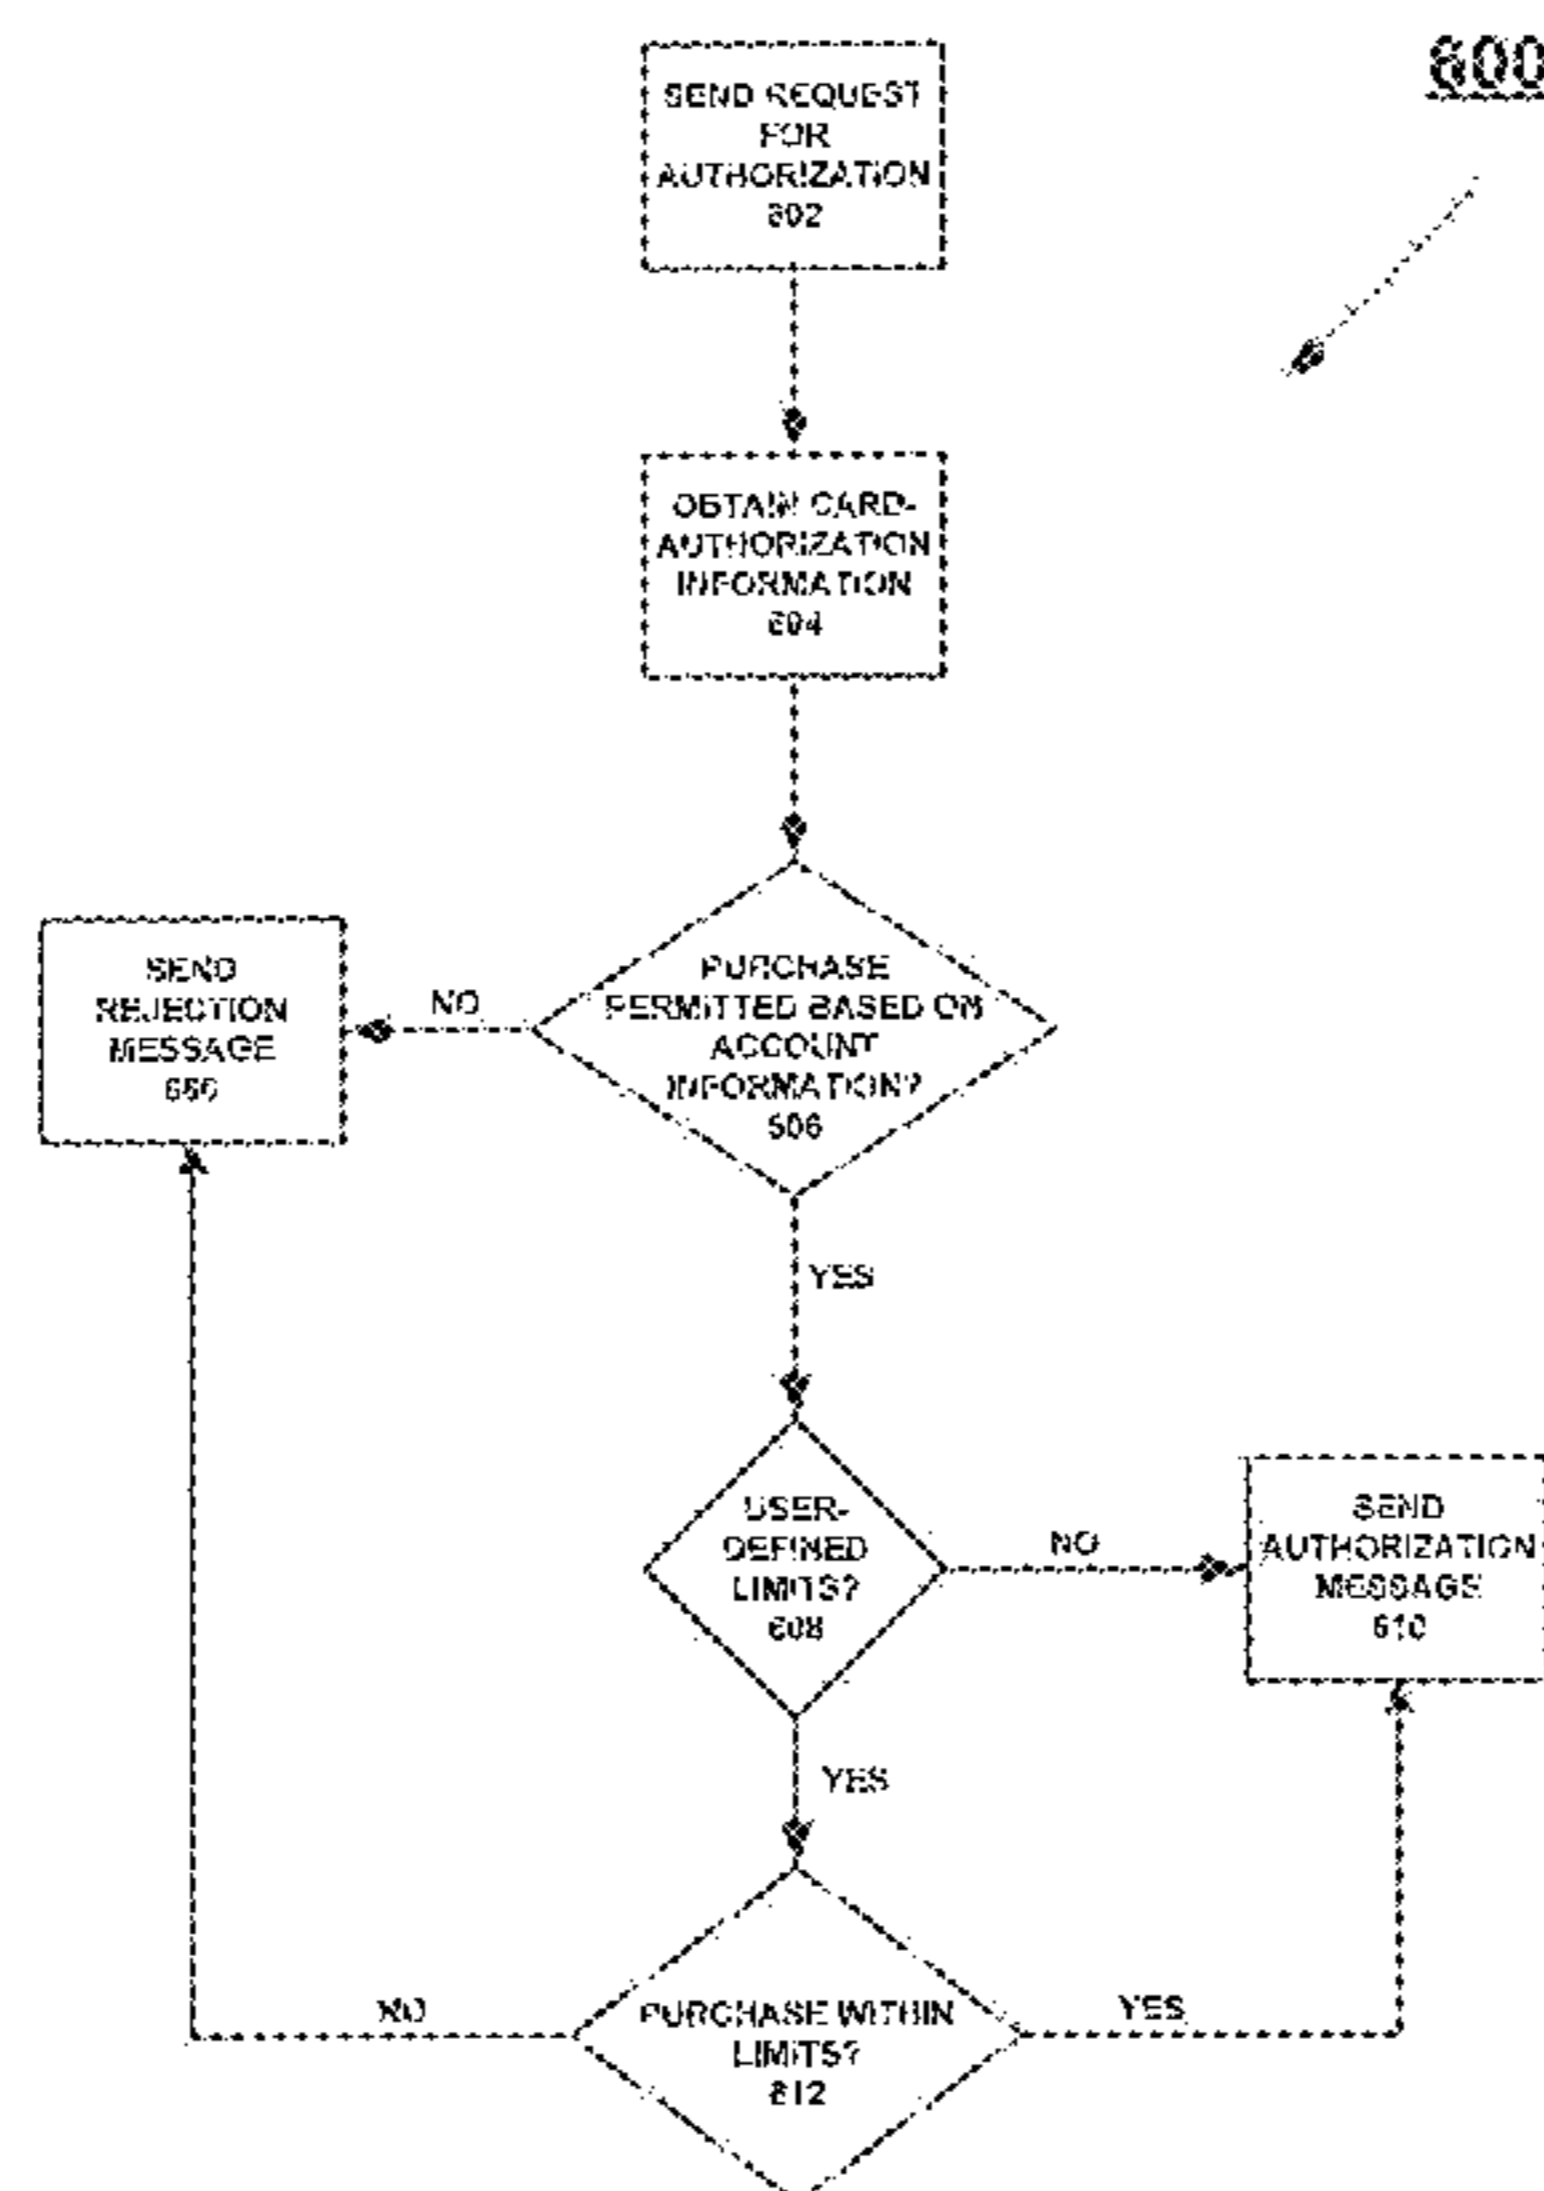 600
SEND REQUEST
FOR
AUTHORIZATION
602
OBTAIN CARD-
AUTHORIZATION
INFORMATION
604
PURCHASE
PERMITTED BASED ON
ACCOUNT
INFORMATION?
606
NO
SEND
REJECTION
MESSAGE
YES
USER-
DEFINED
LIMITS?
608
NO
SEND
AUTHORIZATION
MESSAGE
610
YES
PURCHASE WITHIN
LIMITS?
612
NO
YES